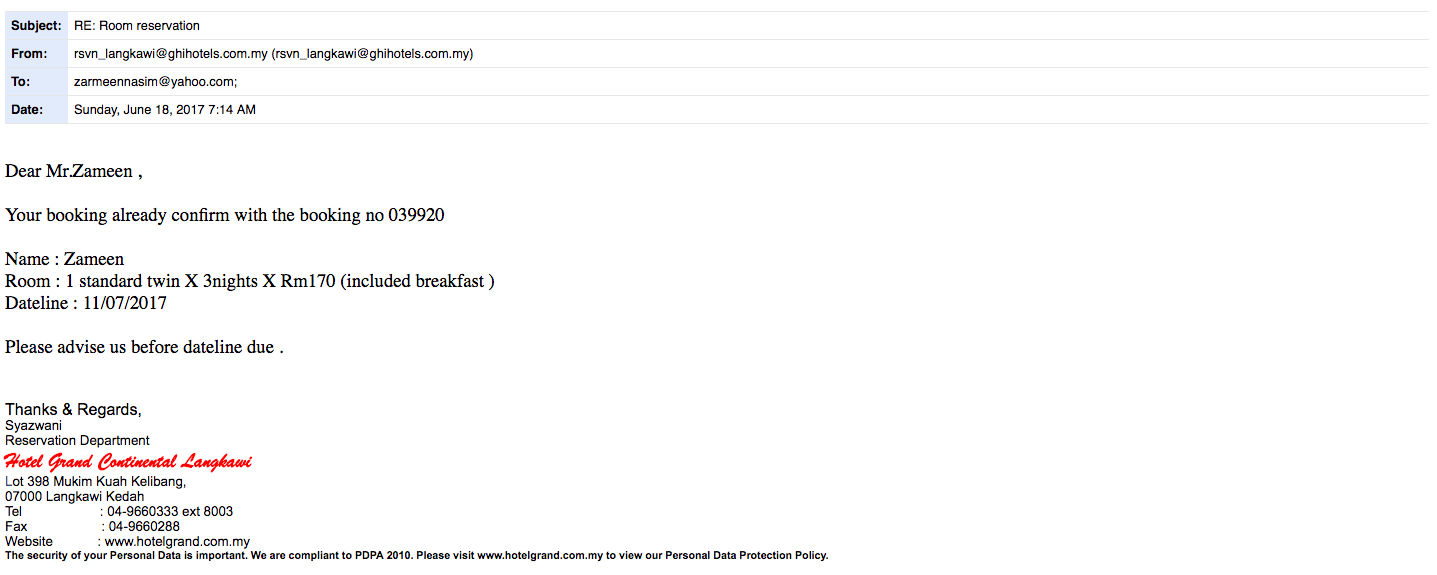 Subject: RE: Room reservation
From: rsvn_langkawi@ghihotels.com.my (rsvn_langkawi@ghihotels.com.my)
To: zarmeennasim@yahoo.com;
Date: Sunday, June 18, 2017 7:14 AM
Dear Mr.Zameen ,
Your booking already confirm with the booking no 039920
Name : Zameen
Room : 1 standard twin X 3nights X Rm170 (included breakfast )
Dateline : 11/07/2017
Please advise us before dateline due .
Thanks & Regards,
Syazwani
Reservation Department
Hotel Grand Continental Langkawi
Lot 398 Mukim Kuah Kelibang,
07000 Langkawi Kedah
Tel : 04-9660333 ext 8003
Fax : 04-9660288
Website : www.hotelgrand.com.my
The security of your Personal Data is important. We are compliant to PDPA 2010. Please visit www.hotelgrand.com.my to view our Personal Data Protection Policy.